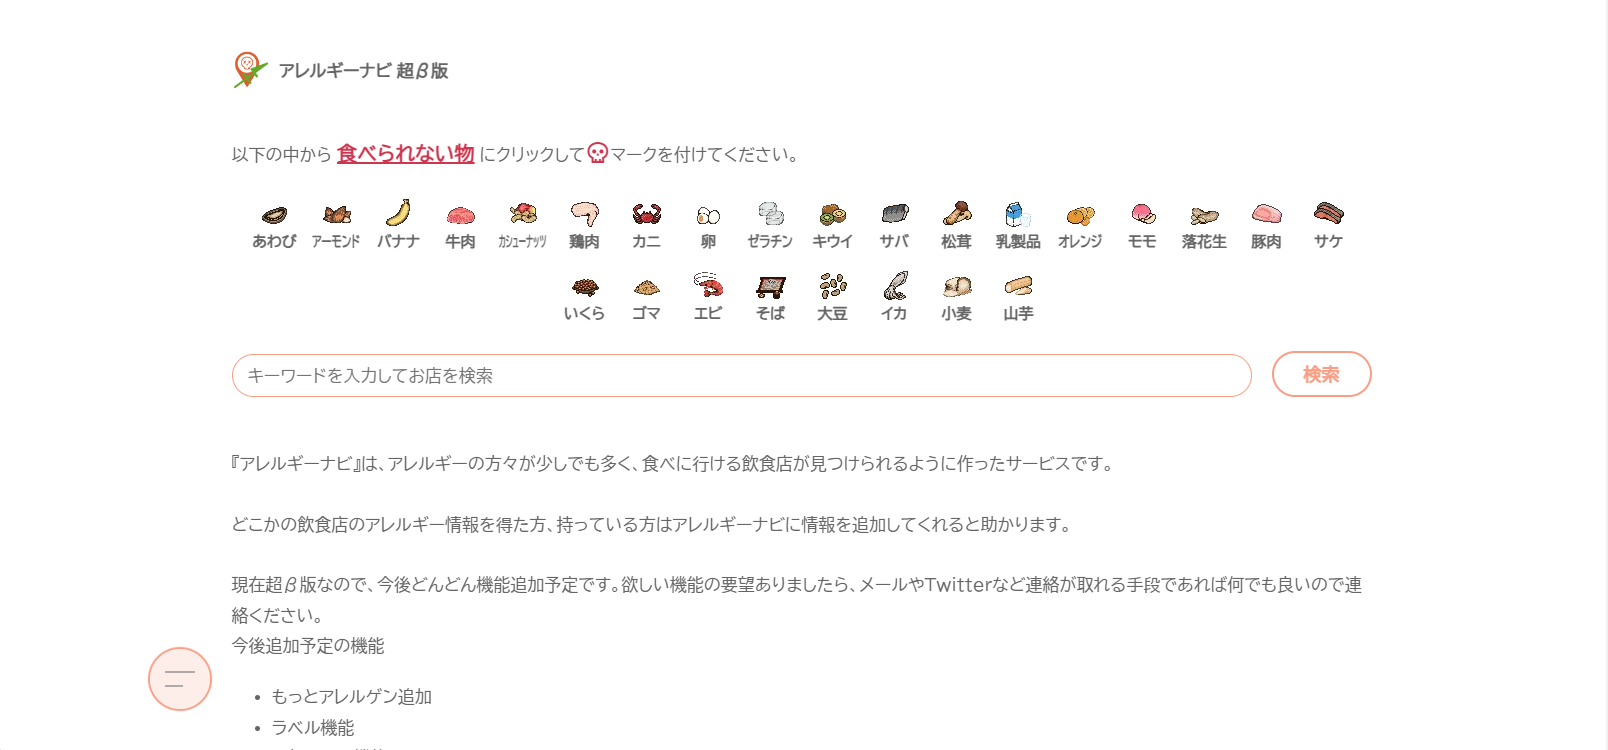 アレルギーナビ 超β版
以下の中から 食べられない物 にクリックしてマークを付けてください。
あわび アーモンド バナナ 牛肉 カシューナッツ 鶏肉 カニ 卵 ゼラチン キウイ サバ 松茸 乳製品 オレンジ モモ 落花生 豚肉 サケ
いくら ゴマ エビ そば 大豆 イカ 小麦 山芋
キーワードを入力してお店を検索 検索
『アレルギーナビ』は、アレルギーの方々が少しでも多く、食べに行ける飲食店が見つけられるように作ったサービスです。
どこかの飲食店のアレルギー情報を得た方、持っている方はアレルギーナビに情報を追加してくれると助かります。
現在超β版なので、今後どんどん機能追加予定です。欲しい機能の要望ありましたら、メールやTwitterなど連絡が取れる手段であれば何でも良いので連
絡ください。
今後追加予定の機能
• もっとアレルゲン追加
• ラベル機能